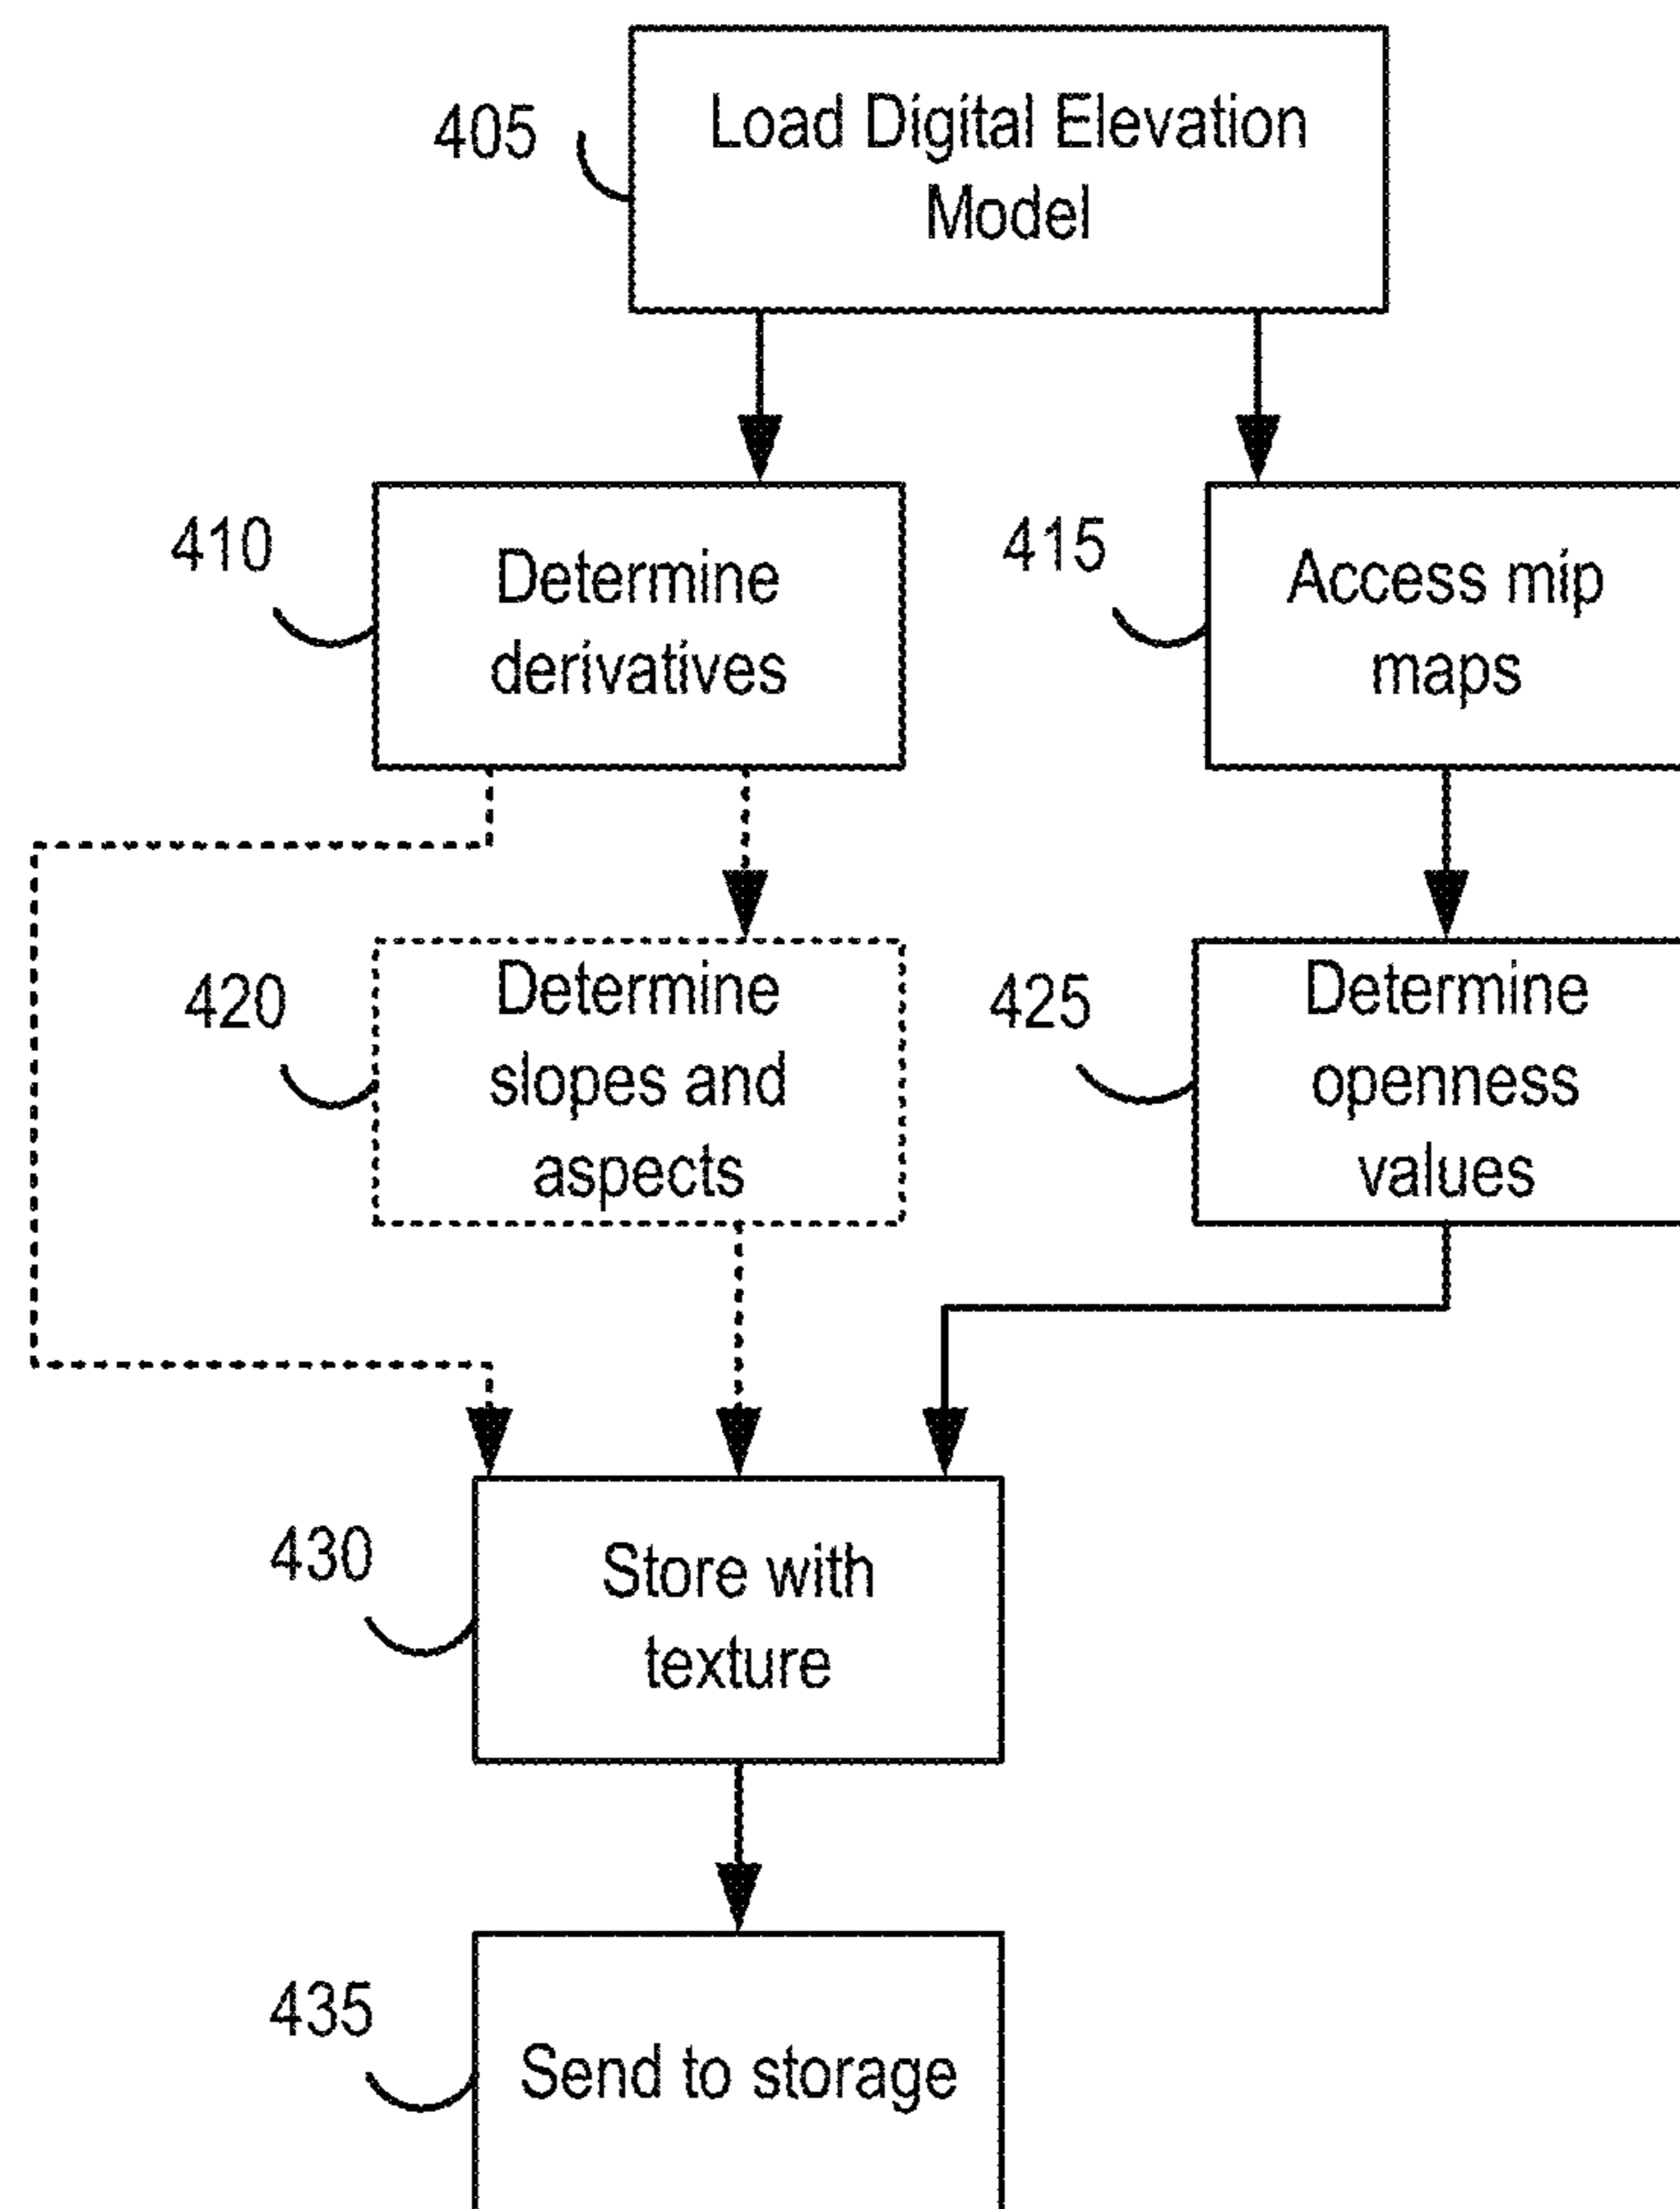 405
Load Digital Elevation
Model
410
Determine
derivatives
415
Access mip
maps
420
Determine
slopes and
aspects
425
Determine
openness
values
430
Store with
texture
435
Send to storage